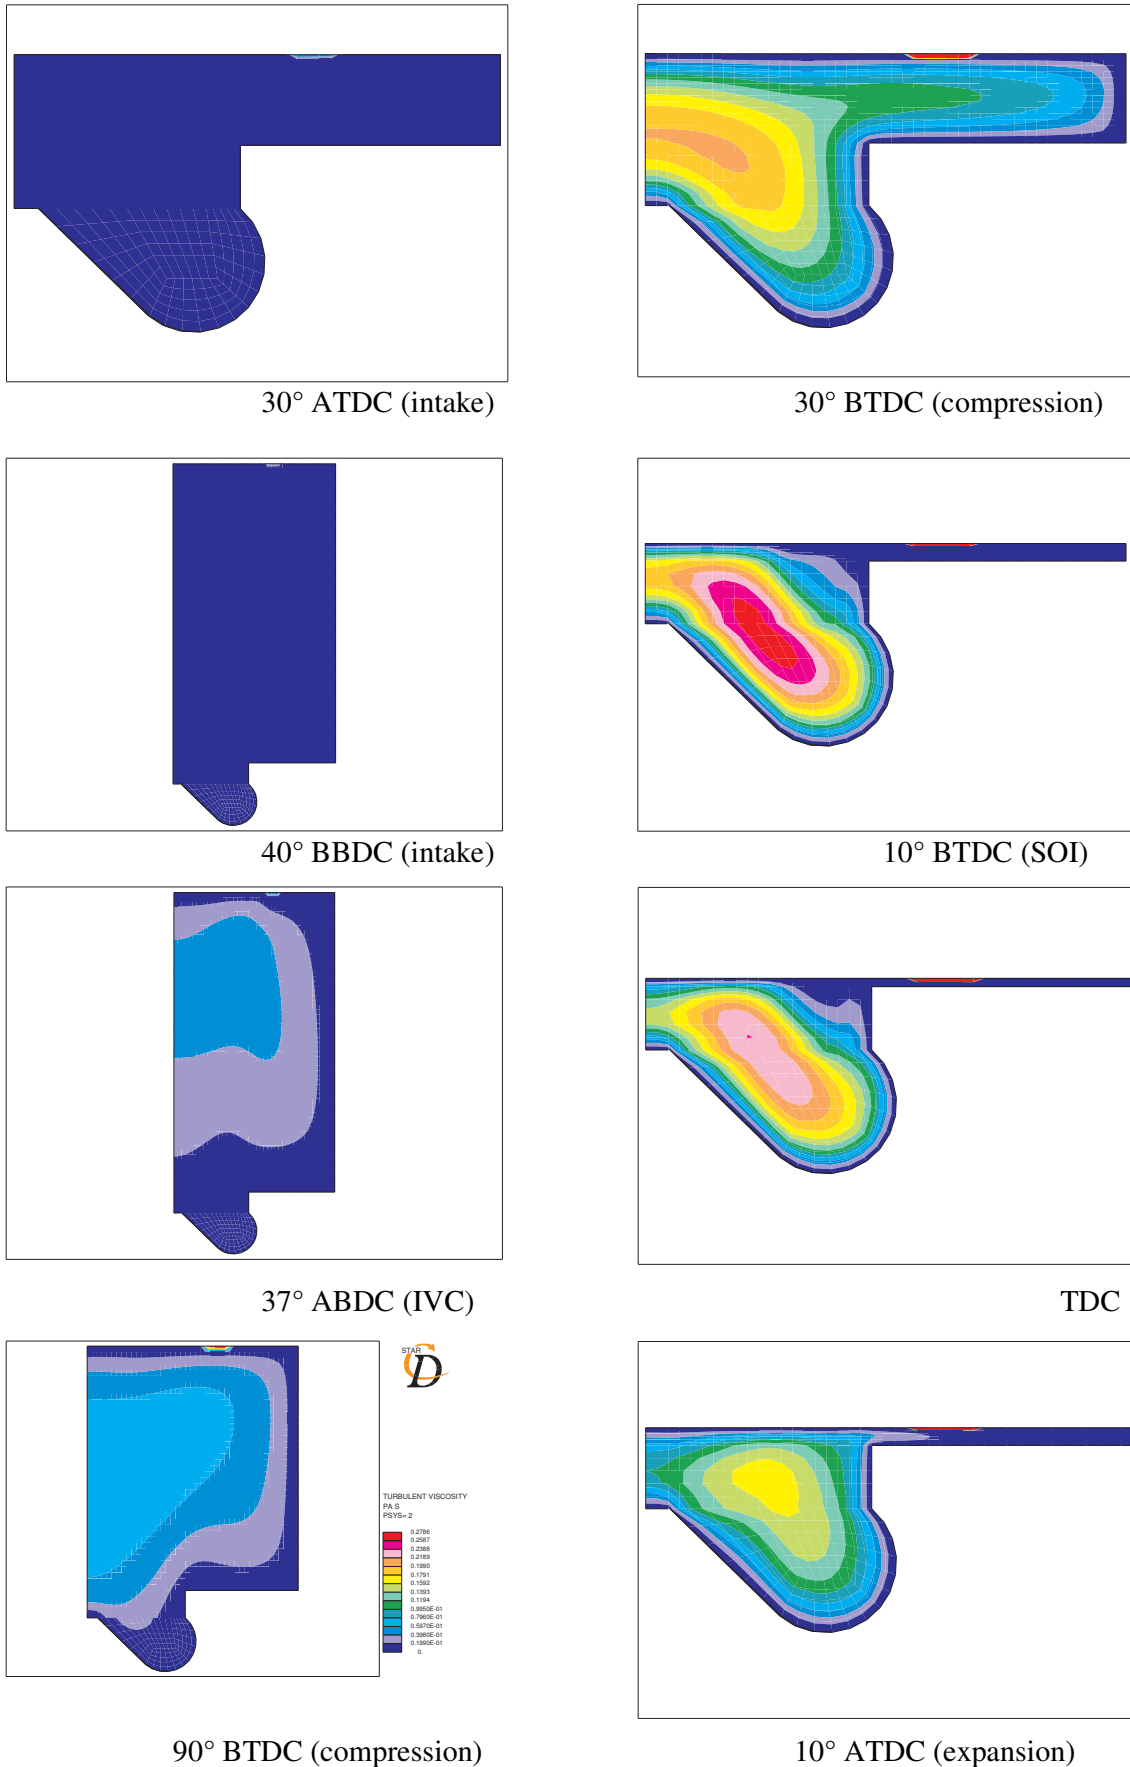 30° ATDC (intake)
30° BTDC (compression)
40° BBDC (intake)
10° BTDC (SOI)
37° ABDC (IVC)
TDC
STAR
D
TURBULENT VISCOSITY
PA S
PSYS= 2
0.2786
0.2587
0.2388
0.2189
0.1990
0.1791
0.1592
0.1393
0.1194
0.9950E-01
0.7960E-01
0.5970E-01
0.3980E-01
0.1990E-01
0.
90° BTDC (compression)
10° ATDC (expansion)